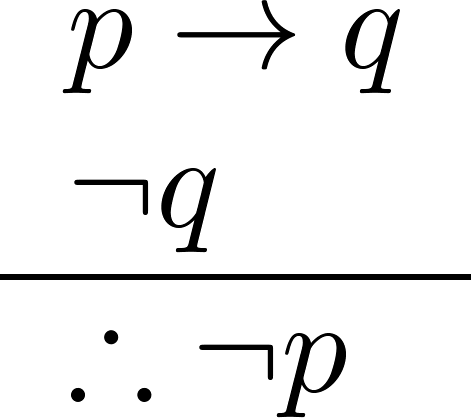 p → q
¬q
∴ ¬p